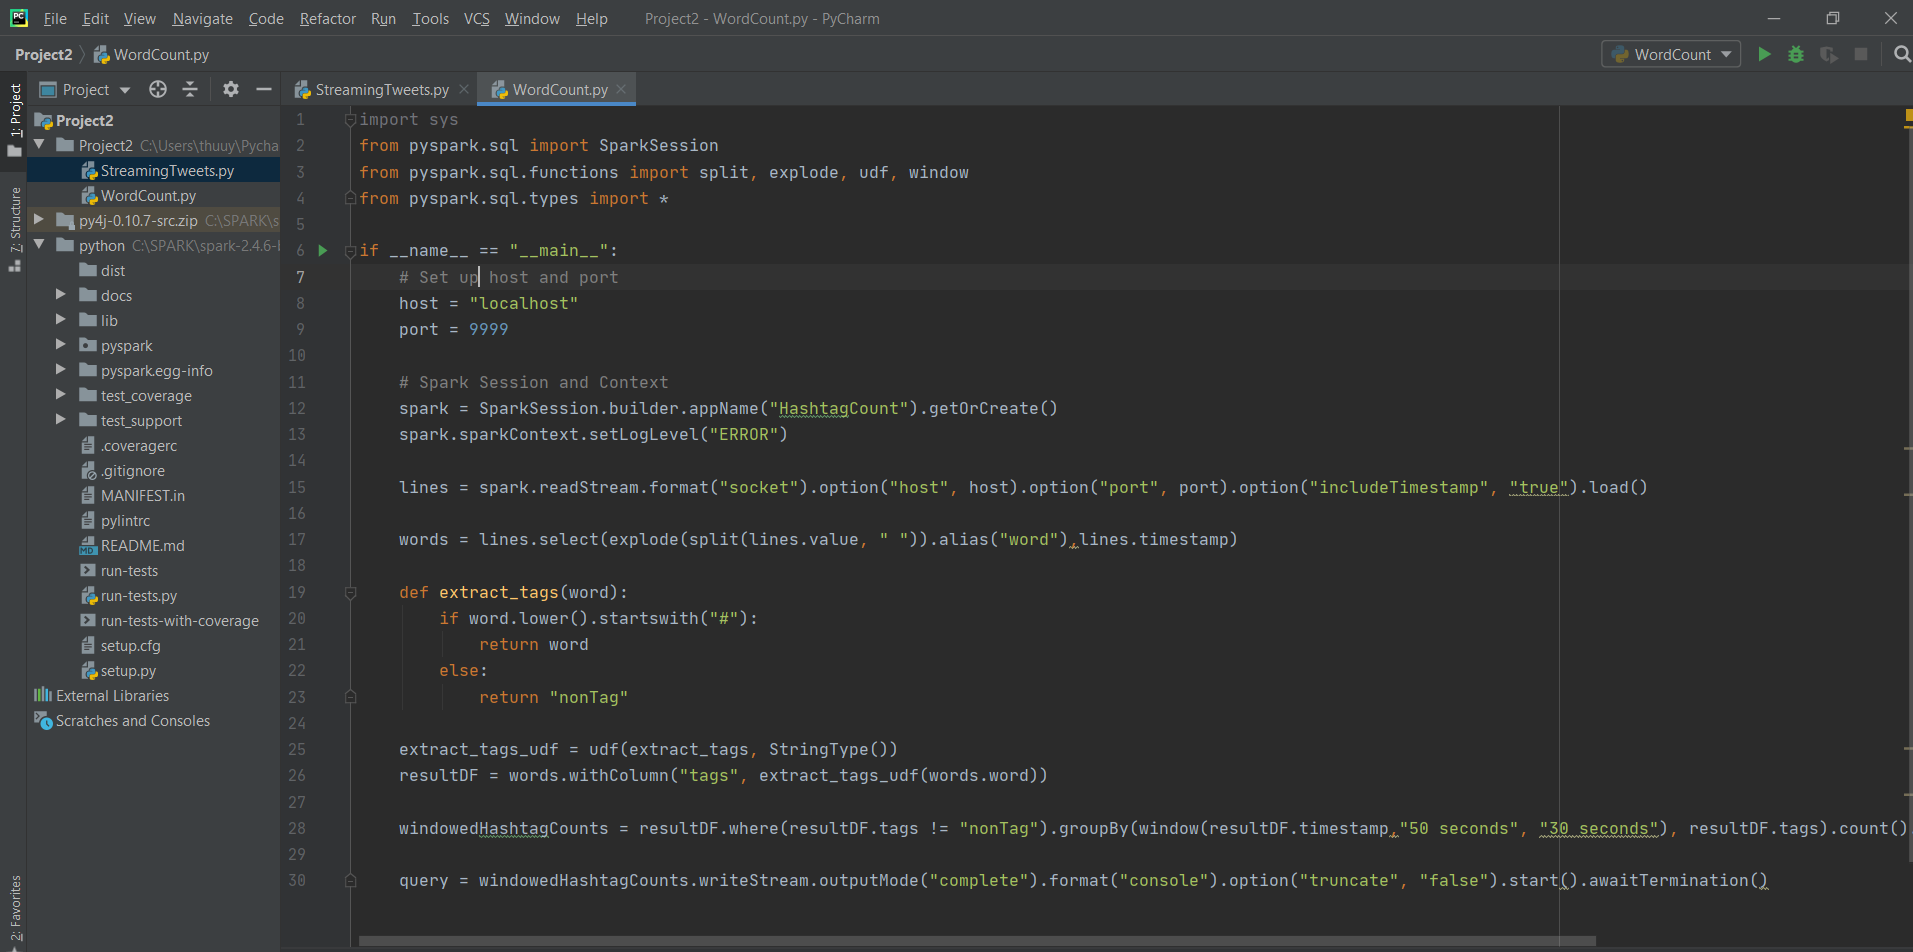 File Edit View Navigate Code Refactor Run Tools VCS Window Help Project2 - WordCount.py - PyCharm
Project2 WordCount.py WordCount
1: Project
7: Structure
2: Favorites
Project
Project2
Project2 C:\Users\thuuy\Pycha
StreamingTweets.py
WordCount.py
py4j-0.10.7-src.zip C:\SPARK\s
python C:\SPARK\spark-2.4.6-
dist
docs
lib
pyspark
pyspark.egg-info
test_coverage
test_support
.coveragerc
.gitignore
MANIFEST.in
pylintrc
README.md
run-tests
run-tests.py
run-tests-with-coverage
setup.cfg
setup.py
External Libraries
Scratches and Consoles
StreamingTweets.py WordCount.py
1 import sys
2 from pyspark.sql import SparkSession
3 from pyspark.sql.functions import split, explode, udf, window
4 from pyspark.sql.types import *
5
6 if __name__ == "__main__":
7     # Set up host and port
8     host = "localhost"
9     port = 9999
10
11     # Spark Session and Context
12     spark = SparkSession.builder.appName("HashtagCount").getOrCreate()
13     spark.sparkContext.setLogLevel("ERROR")
14
15     lines = spark.readStream.format("socket").option("host", host).option("port", port).option("includeTimestamp", "true").load()
16
17     words = lines.select(explode(split(lines.value, " ")).alias("word"),lines.timestamp)
18
19     def extract_tags(word):
20         if word.lower().startswith("#"):
21             return word
22         else:
23             return "nonTag"
24
25     extract_tags_udf = udf(extract_tags, StringType())
26     resultDF = words.withColumn("tags", extract_tags_udf(words.word))
27
28     windowedHashtagCounts = resultDF.where(resultDF.tags != "nonTag").groupBy(window(resultDF.timestamp,"50 seconds", "30 seconds"), resultDF.tags).count()
29
30     query = windowedHashtagCounts.writeStream.outputMode("complete").format("console").option("truncate", "false").start().awaitTermination()